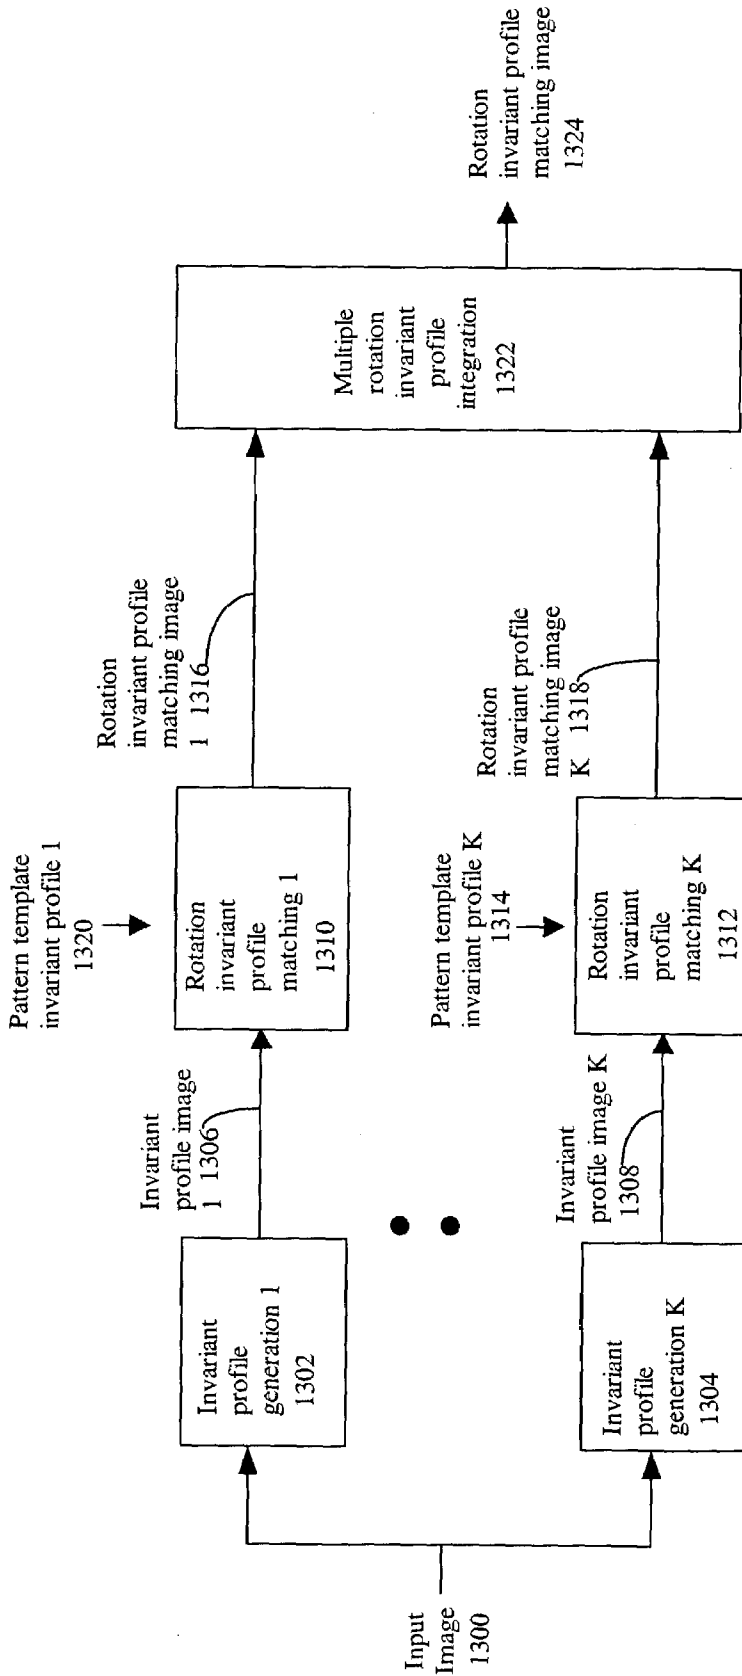 Input
Image
1300
Invariant
profile
generation 1
1302
Invariant
profile
generation K
1304
Invariant
profile image
1 1306
Invariant
profile image K
1308
Pattern template
invariant profile 1
1320
Rotation
invariant
profile
matching 1
1310
Pattern template
invariant profile K
1314
Rotation
invariant
profile
matching K
1312
Rotation
invariant profile
matching image
1 1316
Rotation
invariant profile
matching image
K 1318
Multiple
rotation
invariant
profile
integration
1322
Rotation
invariant profile
matching image
1324